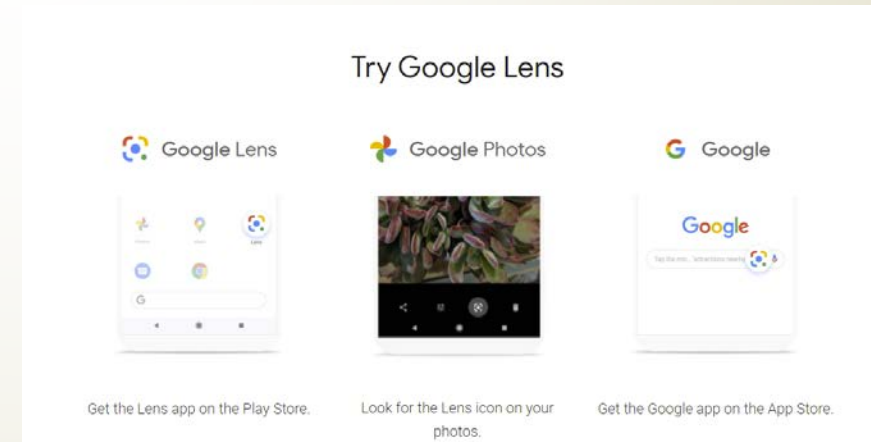 Try Google Lens
Google Lens
Google Photos
Google
Lens
G
Google
Get the Lens app on the Play Store.
Look for the Lens icon on your
photos.
Get the Google app on the App Store.